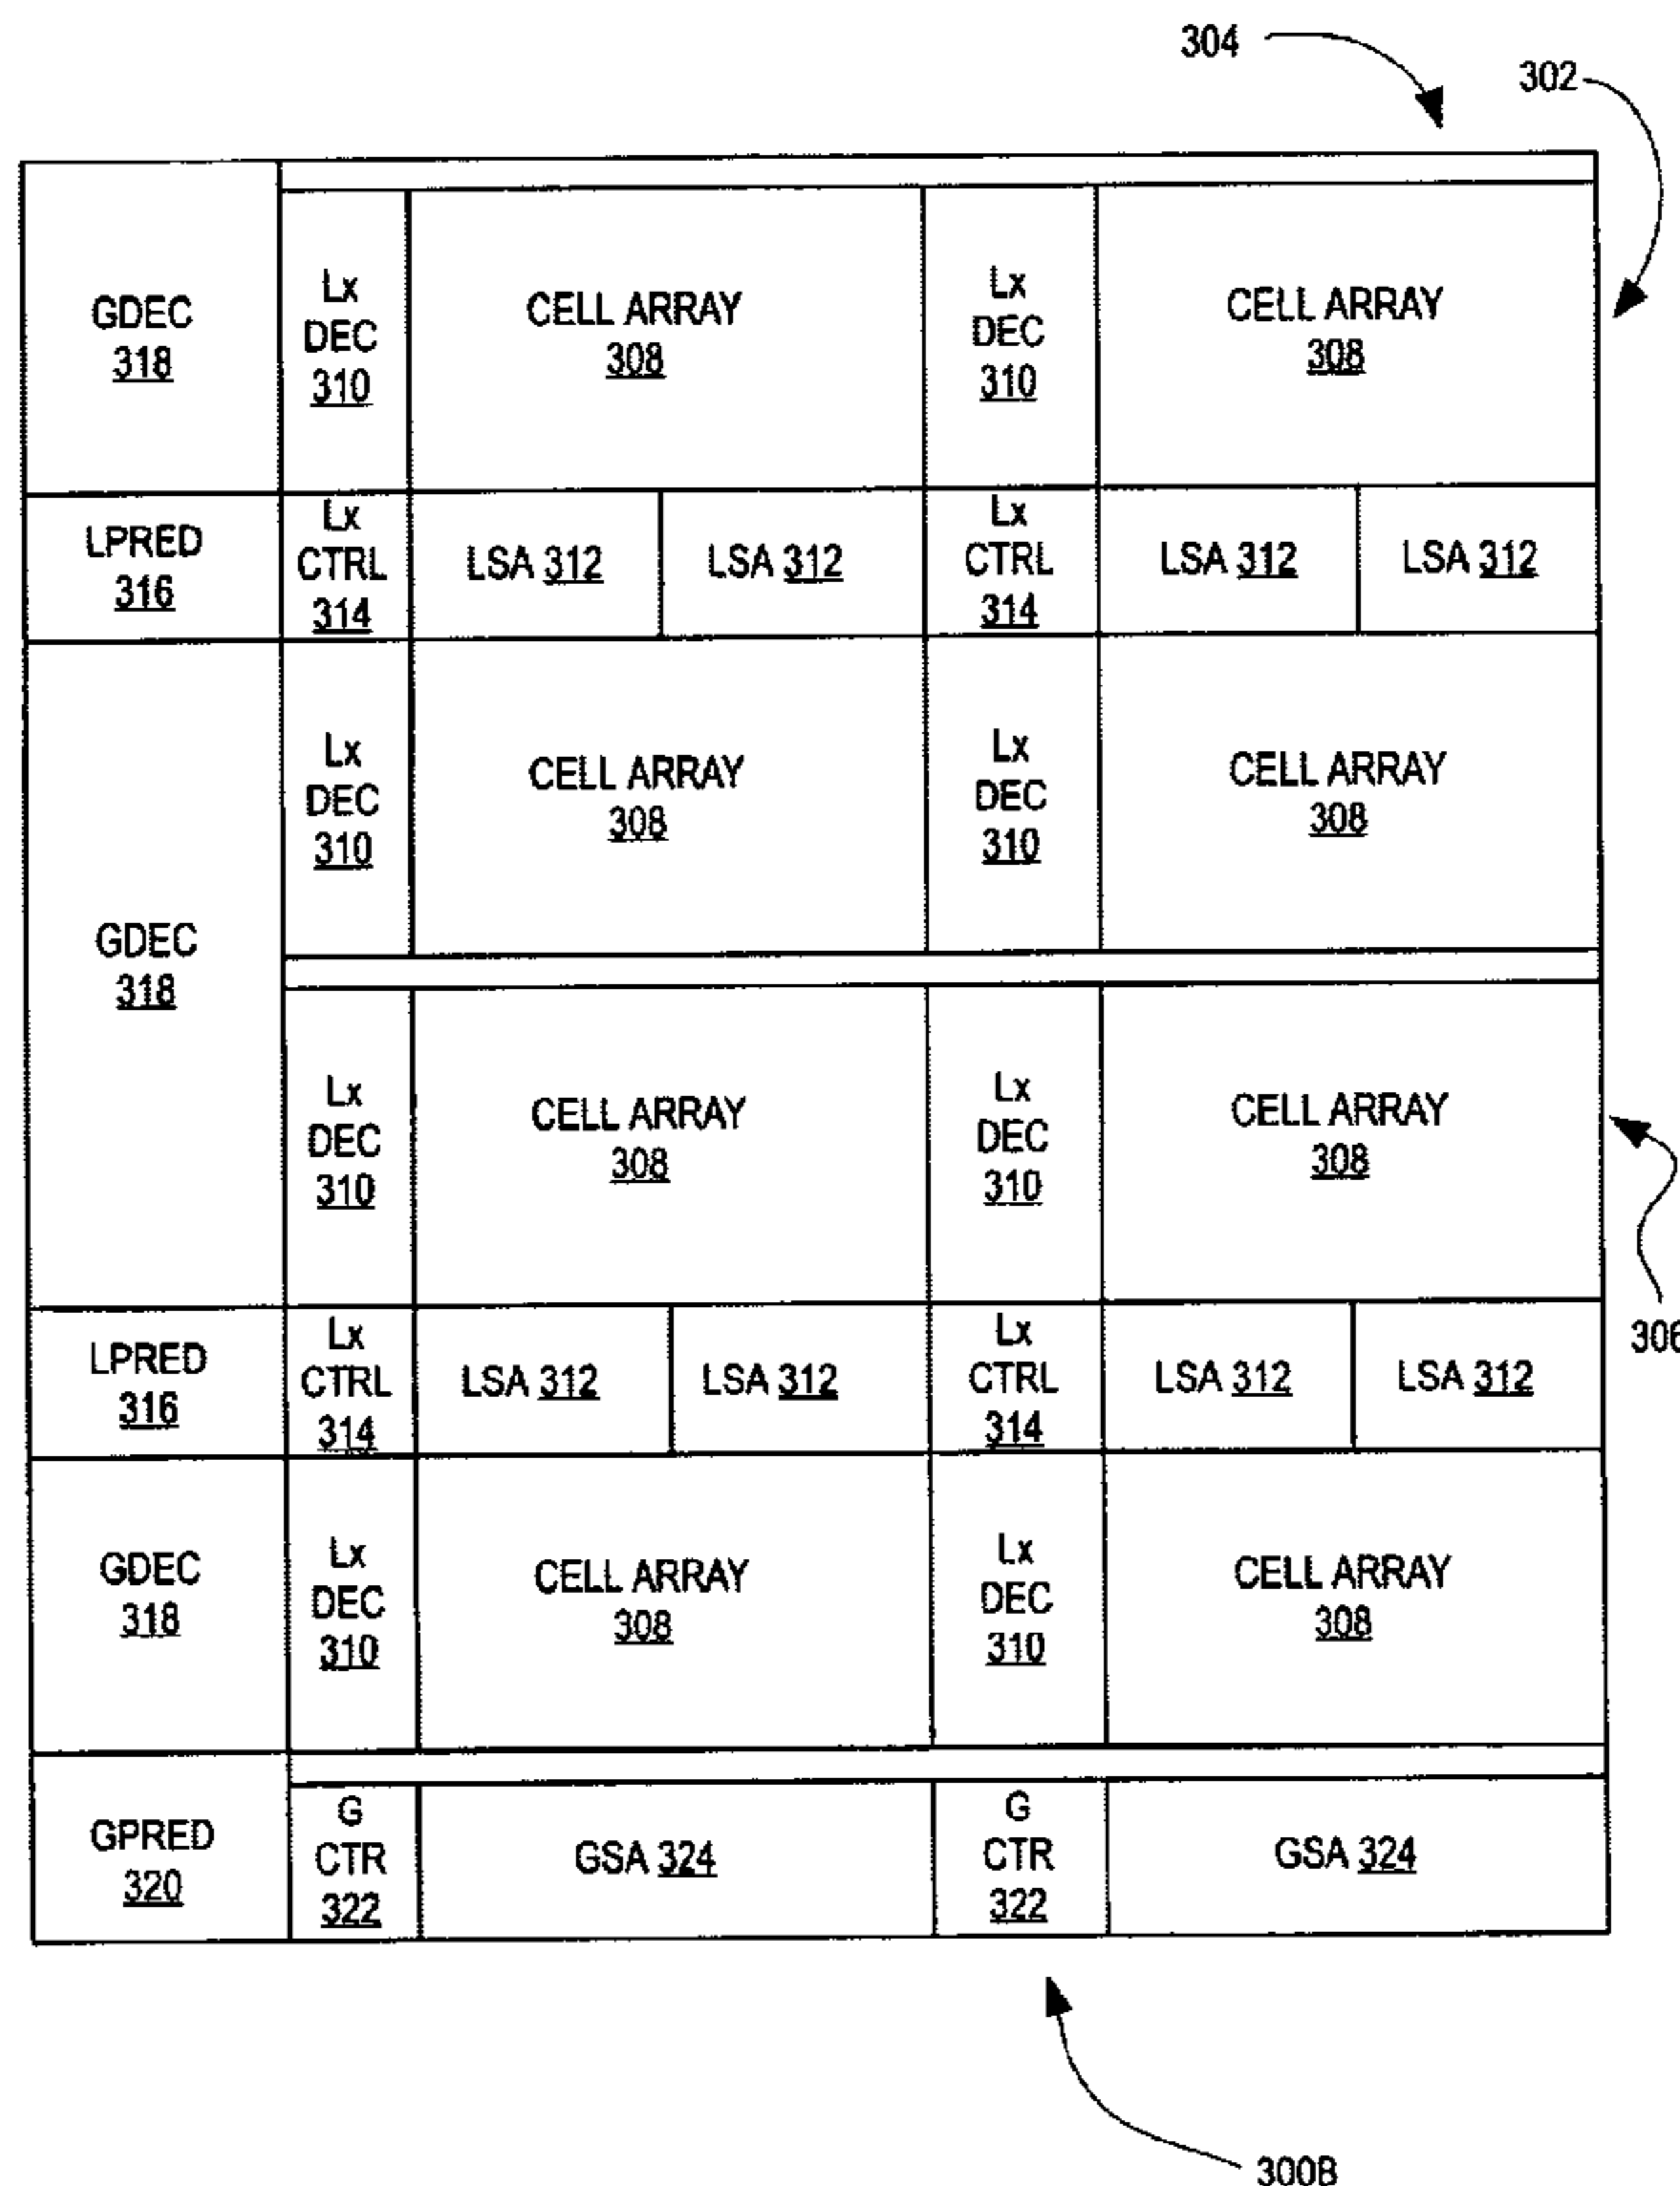 304
302
GDEC
318
Lx
DEC
310
CELL ARRAY
308
Lx
DEC
310
CELL ARRAY
308
LPRED
316
Lx
CTRL
314
LSA 312
LSA 312
Lx
CTRL
314
LSA 312
LSA 312
GDEC
318
Lx
DEC
310
CELL ARRAY
308
Lx
DEC
310
CELL ARRAY
308
Lx
DEC
310
CELL ARRAY
308
Lx
DEC
310
CELL ARRAY
308
306
LPRED
316
Lx
CTRL
314
LSA 312
LSA 312
Lx
CTRL
314
LSA 312
LSA 312
GDEC
318
Lx
DEC
310
CELL ARRAY
308
Lx
DEC
310
CELL ARRAY
308
GPRED
320
G
CTR
322
GSA 324
G
CTR
322
GSA 324
300B